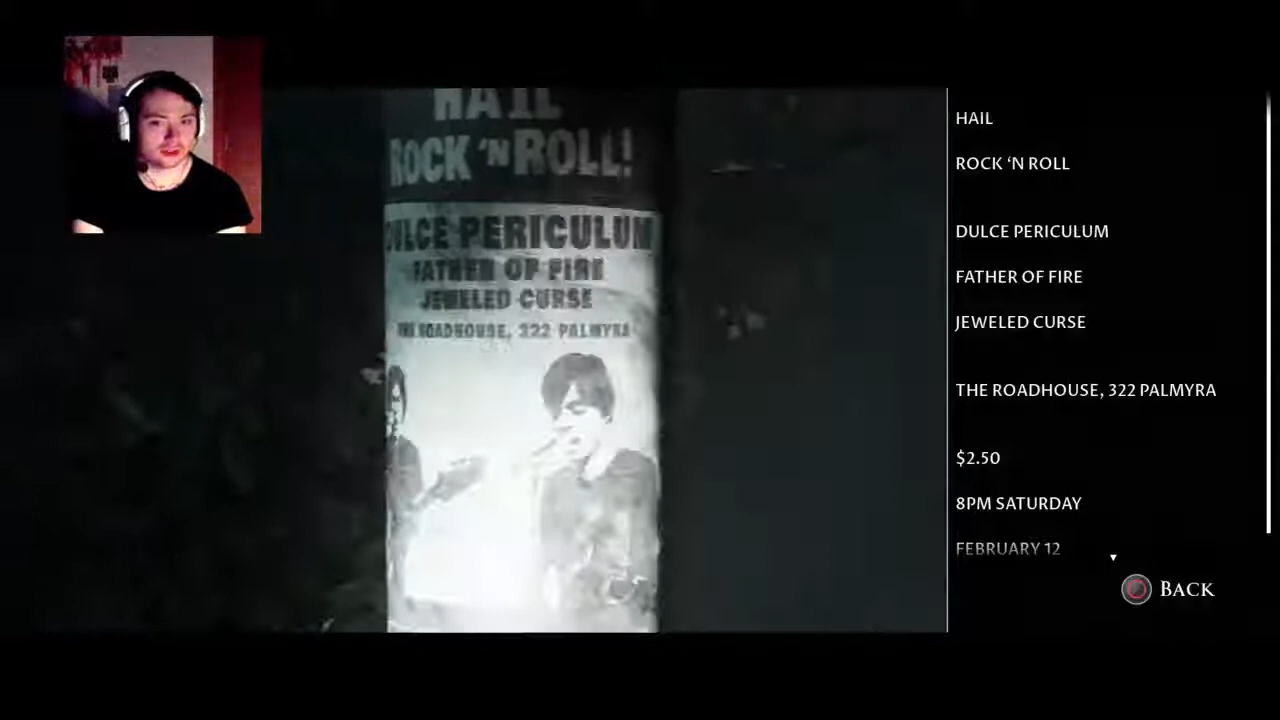 HAIL
ROCK 'N ROLL!
DULCE PERICULUM
FATHER OF FIRE
JEWELED CURSE
THE ROADHOUSE, 322 PALMYRA
HAIL
ROCK ‘N ROLL
DULCE PERICULUM
FATHER OF FIRE
JEWELED CURSE
THE ROADHOUSE, 322 PALMYRA
$2.50
8PM SATURDAY
FEBRUARY 12
BACK